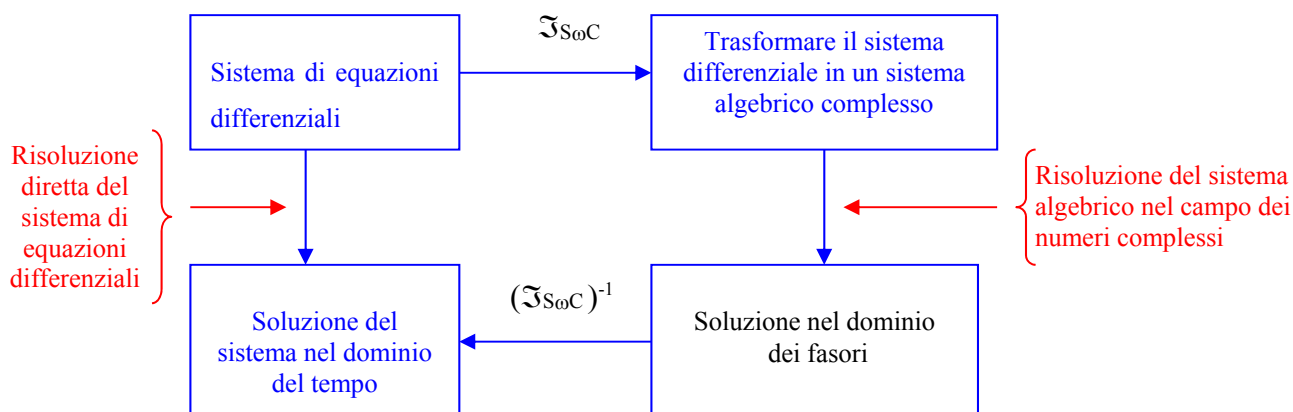 ℑSωC
Sistema di equazioni
differenziali
Trasformare il sistema
differenziale in un sistema
algebrico complesso
Risoluzione
diretta del
sistema di
equazioni
differenziali
Risoluzione del sistema
algebrico nel campo dei
numeri complessi
(ℑSωC)-1
Soluzione del
sistema nel dominio
del tempo
Soluzione nel dominio
dei fasori